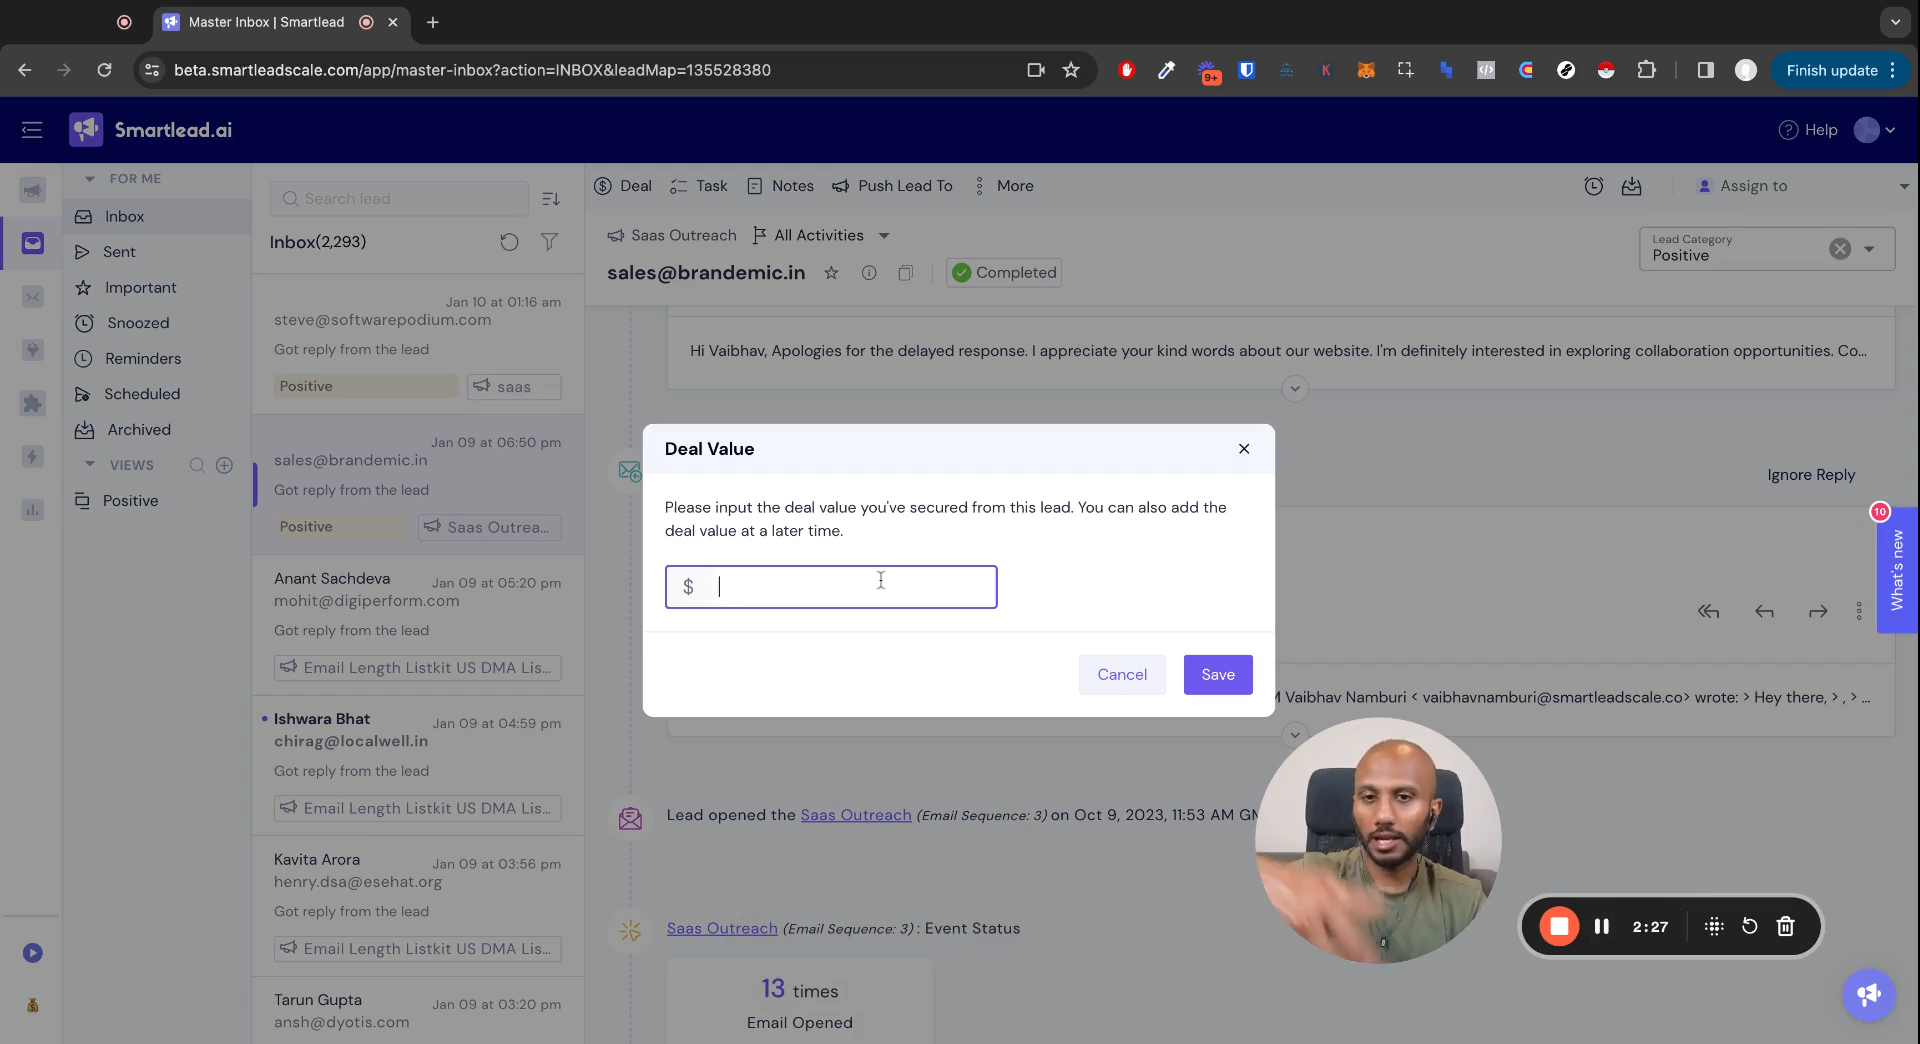 Master Inbox | Smartlead
beta.smartleadscale.com/app/master-inbox?action=INBOX&leadMap=135528380
9+
K
Finish update
Smartlead.ai
Help
FOR ME
Inbox
Sent
Important
Snoozed
Reminders
Scheduled
Archived
VIEWS
Positive
Search lead
Inbox(2,293)
Jan 10 at 01:16 am
steve@softwarepodium.com
Got reply from the lead
Positive
saas
Jan 09 at 06:50 pm
sales@brandemic.in
Got reply from the lead
Positive
Saas Outrea...
Anant Sachdeva
Jan 09 at 05:20 pm
mohit@digiperform.com
Got reply from the lead
Email Length Listkit US DMA Lis...
Ishwara Bhat
Jan 09 at 04:59 pm
chirag@localwell.in
Got reply from the lead
Email Length Listkit US DMA Lis...
Kavita Arora
Jan 09 at 03:56 pm
henry.dsa@esehat.org
Got reply from the lead
Email Length Listkit US DMA Lis...
Tarun Gupta
Jan 09 at 03:20 pm
ansh@dyotis.com
Deal
Task
Notes
Push Lead To
More
Assign to
Saas Outreach
All Activities
sales@brandemic.in
Completed
Lead Category
Positive
Hi Vaibhav, Apologies for the delayed response. I appreciate your kind words about our website. I'm definitely interested in exploring collaboration opportunities. Co...
Deal Value
Please input the deal value you've secured from this lead. You can also add the
deal value at a later time.
$
Cancel
Save
Ignore Reply
10
What's new
M Vaibhav Namburi < vaibhavnamburi@smartleadscale.co> wrote: > Hey there, > , > ...
Lead opened the Saas Outreach (Email Sequence: 3) on Oct 9, 2023, 11:53 AM GM
Saas Outreach (Email Sequence: 3) : Event Status
13 times
Email Opened
2:27